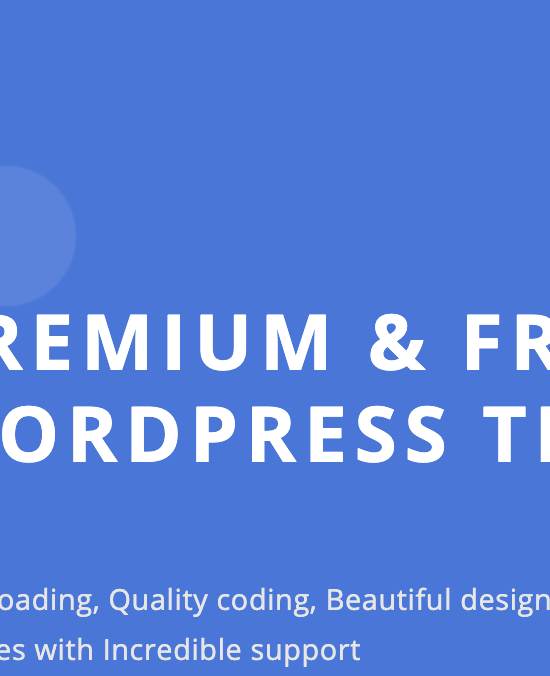 REMIUM & FR
ORDPRESS T
oading, Quality coding, Beautiful design
es with Incredible support